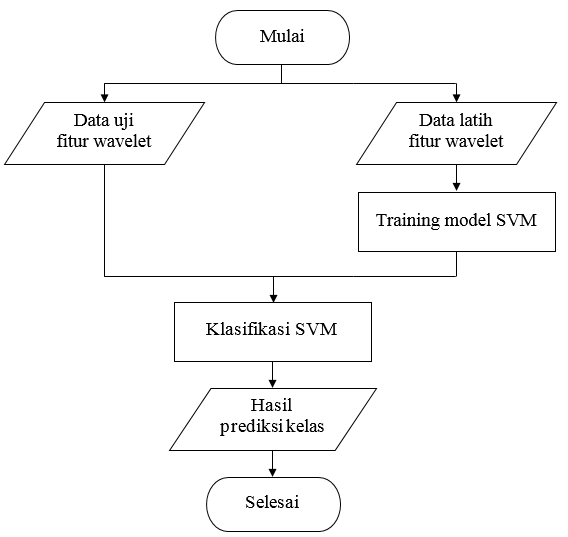 Mulai
Data uji
fitur wavelet
Data latih
fitur wavelet
Training model SVM
Klasifikasi SVM
Hasil
prediksi kelas
Selesai